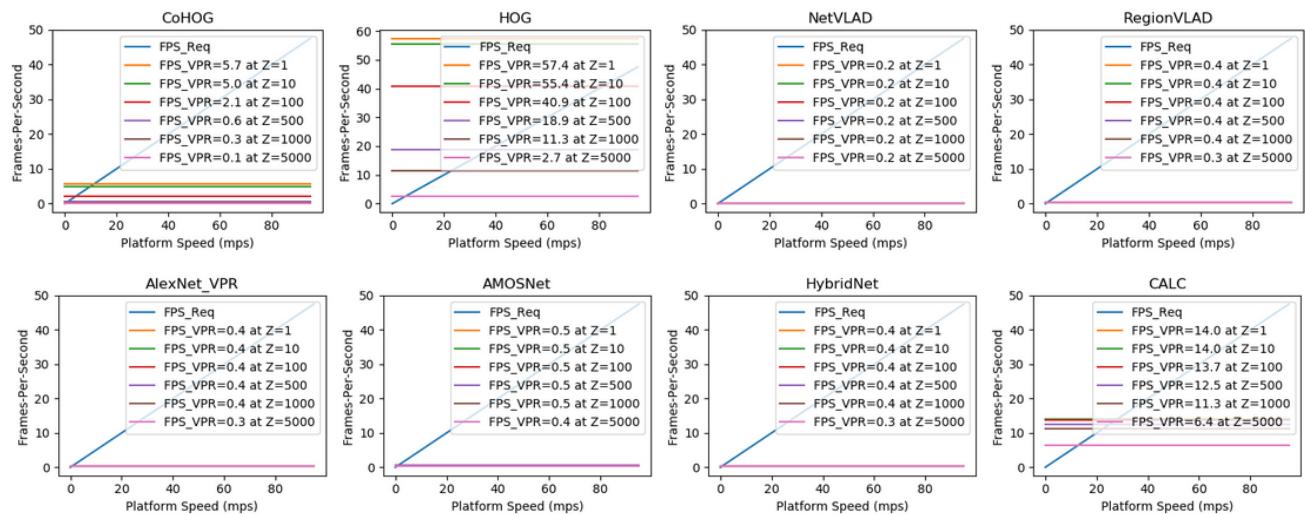 CoHOG
Frames-Per-Second
50
40
30
20
10
0
FPS_Req
FPS_VPR=5.7 at Z=1
FPS_VPR=5.0 at Z=10
FPS_VPR=2.1 at Z=100
FPS_VPR=0.6 at Z=500
FPS_VPR=0.3 at Z=1000
FPS_VPR=0.1 at Z=5000
0 20 40 60 80
Platform Speed (mps)
HOG
Frames-Per-Second
60
50
40
30
20
10
0
FPS_Req
FPS_VPR=57.4 at Z=1
FPS_VPR=55.4 at Z=10
FPS_VPR=40.9 at Z=100
FPS_VPR=18.9 at Z=500
FPS_VPR=11.3 at Z=1000
FPS_VPR=2.7 at Z=5000
0 20 40 60 80
Platform Speed (mps)
NetVLAD
Frames-Per-Second
50
40
30
20
10
0
FPS_Req
FPS_VPR=0.2 at Z=1
FPS_VPR=0.2 at Z=10
FPS_VPR=0.2 at Z=100
FPS_VPR=0.2 at Z=500
FPS_VPR=0.2 at Z=1000
FPS_VPR=0.2 at Z=5000
0 20 40 60 80
Platform Speed (mps)
RegionVLAD
Frames-Per-Second
50
40
30
20
10
0
FPS_Req
FPS_VPR=0.4 at Z=1
FPS_VPR=0.4 at Z=10
FPS_VPR=0.4 at Z=100
FPS_VPR=0.4 at Z=500
FPS_VPR=0.4 at Z=1000
FPS_VPR=0.3 at Z=5000
0 20 40 60 80
Platform Speed (mps)
AlexNet_VPR
Frames-Per-Second
50
40
30
20
10
0
FPS_Req
FPS_VPR=0.4 at Z=1
FPS_VPR=0.4 at Z=10
FPS_VPR=0.4 at Z=100
FPS_VPR=0.4 at Z=500
FPS_VPR=0.4 at Z=1000
FPS_VPR=0.3 at Z=5000
0 20 40 60 80
Platform Speed (mps)
AMOSNet
Frames-Per-Second
50
40
30
20
10
0
FPS_Req
FPS_VPR=0.5 at Z=1
FPS_VPR=0.5 at Z=10
FPS_VPR=0.5 at Z=100
FPS_VPR=0.5 at Z=500
FPS_VPR=0.5 at Z=1000
FPS_VPR=0.4 at Z=5000
0 20 40 60 80
Platform Speed (mps)
HybridNet
Frames-Per-Second
50
40
30
20
10
0
FPS_Req
FPS_VPR=0.4 at Z=1
FPS_VPR=0.4 at Z=10
FPS_VPR=0.4 at Z=100
FPS_VPR=0.4 at Z=500
FPS_VPR=0.4 at Z=1000
FPS_VPR=0.3 at Z=5000
0 20 40 60 80
Platform Speed (mps)
CALC
Frames-Per-Second
50
40
30
20
10
0
FPS_Req
FPS_VPR=14.0 at Z=1
FPS_VPR=14.0 at Z=10
FPS_VPR=13.7 at Z=100
FPS_VPR=12.5 at Z=500
FPS_VPR=11.3 at Z=1000
FPS_VPR=6.4 at Z=5000
0 20 40 60 80
Platform Speed (mps)